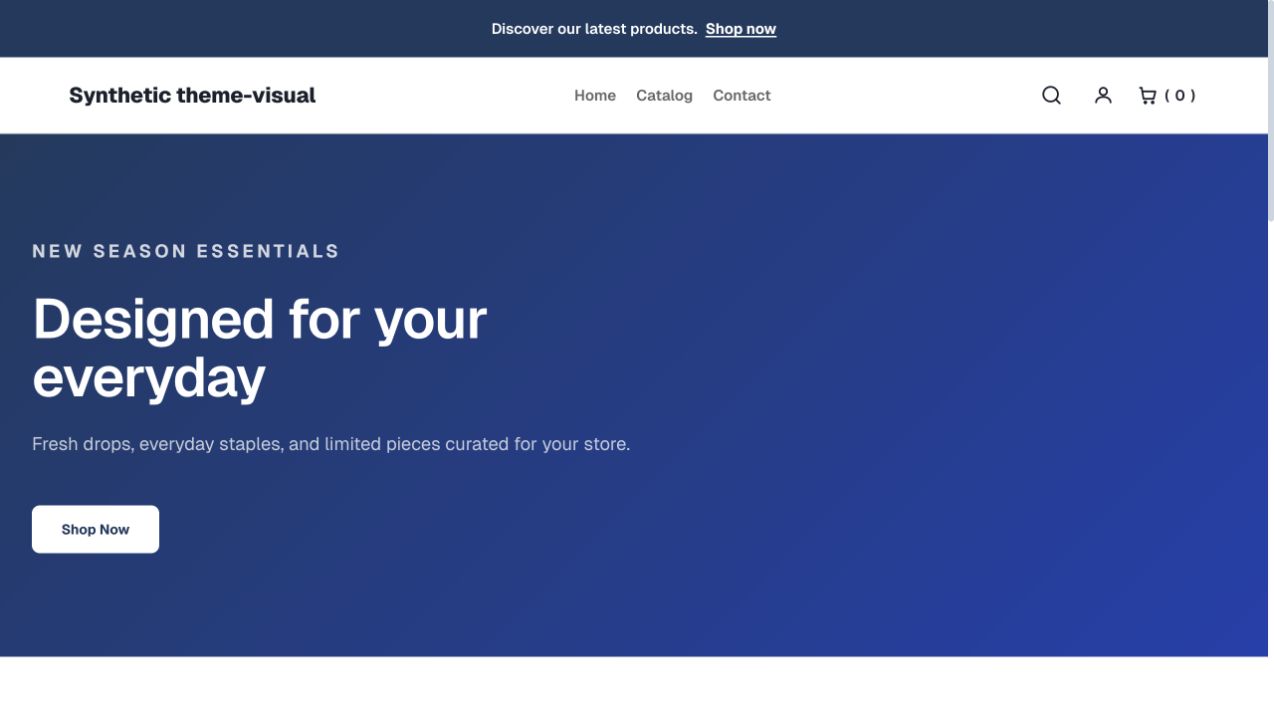 Discover our latest products. Shop now
Synthetic theme-visual
Home Catalog Contact
( 0 )
NEW SEASON ESSENTIALS
Designed for your
everyday
Fresh drops, everyday staples, and limited pieces curated for your store.
Shop Now